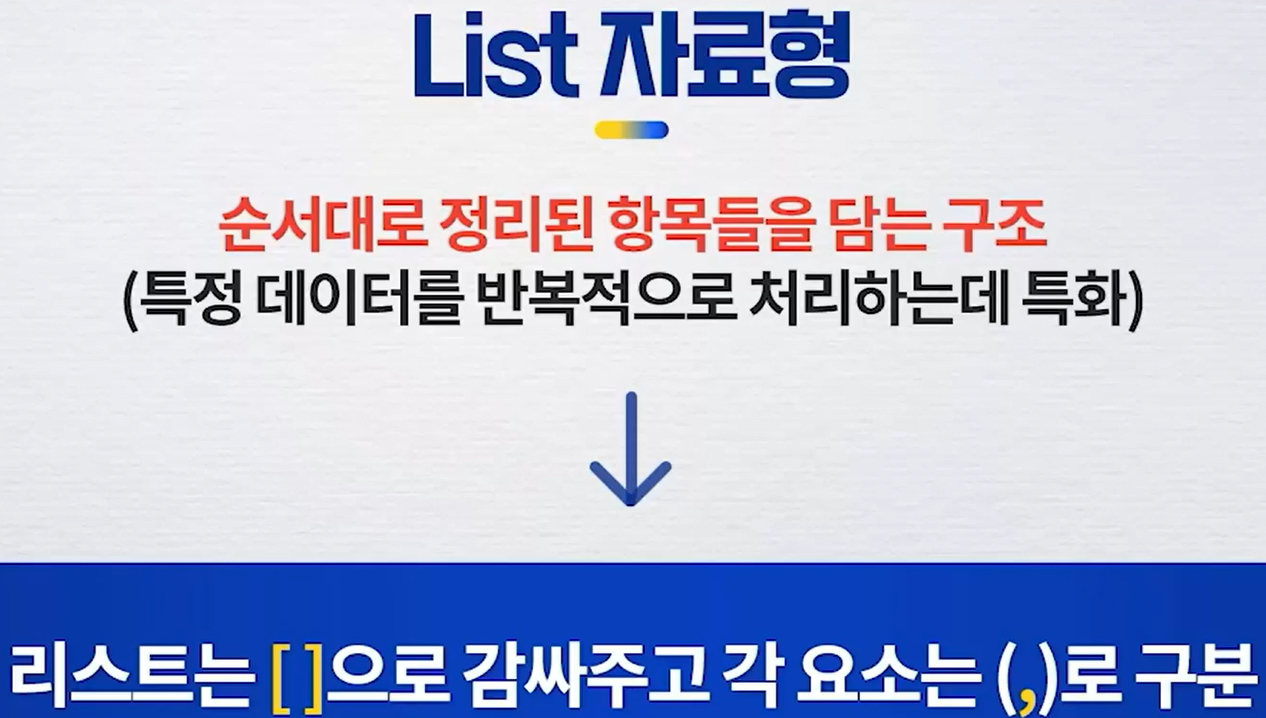 List 자료형
순서대로 정리된 항목들을 담는 구조
(특정 데이터를 반복적으로 처리하는데 특화)
리스트는 [ ]으로 감싸주고 각 요소는 (,)로 구분